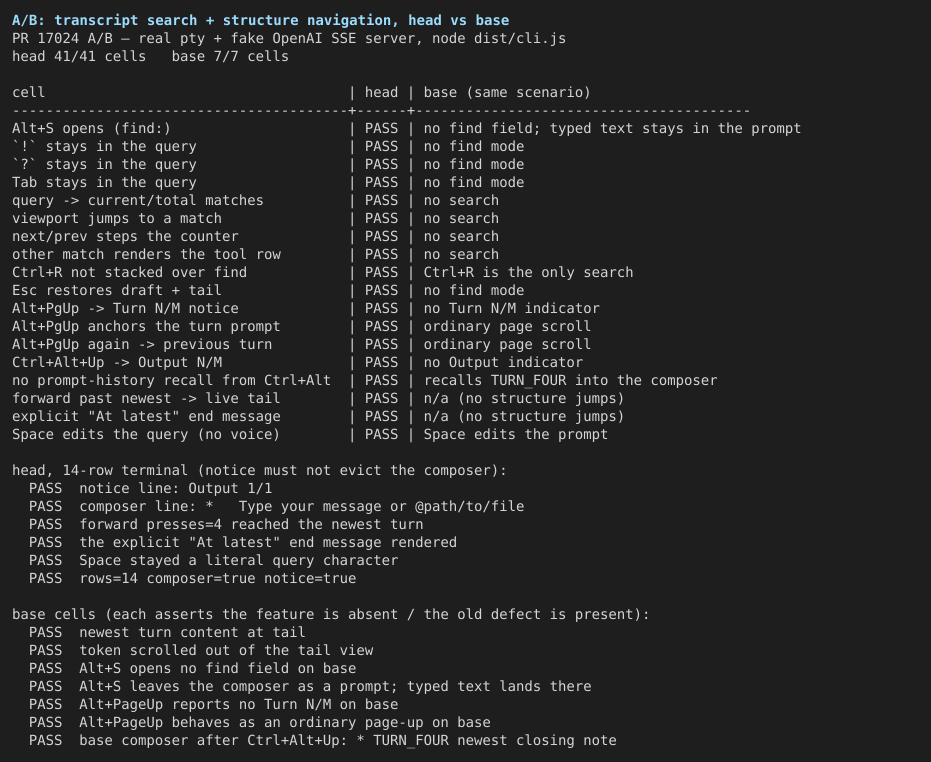 A/B: transcript search + structure navigation, head vs base
PR 17024 A/B — real pty + fake OpenAI SSE server, node dist/cli.js
head 41/41 cells   base 7/7 cells
cell                                    | head | base (same scenario)
----------------------------------------+------+----------------------------------------
Alt+S opens (find:)                     | PASS | no find field; typed text stays in the prompt
`!` stays in the query                  | PASS | no find mode
`?` stays in the query                  | PASS | no find mode
Tab stays in the query                  | PASS | no find mode
query -> current/total matches          | PASS | no search
viewport jumps to a match               | PASS | no search
next/prev steps the counter             | PASS | no search
other match renders the tool row        | PASS | no search
Ctrl+R not stacked over find            | PASS | Ctrl+R is the only search
Esc restores draft + tail               | PASS | no find mode
Alt+PgUp -> Turn N/M notice             | PASS | no Turn N/M indicator
Alt+PgUp anchors the turn prompt        | PASS | ordinary page scroll
Alt+PgUp again -> previous turn         | PASS | ordinary page scroll
Ctrl+Alt+Up -> Output N/M               | PASS | no Output indicator
no prompt-history recall from Ctrl+Alt  | PASS | recalls TURN_FOUR into the composer
forward past newest -> live tail        | PASS | n/a (no structure jumps)
explicit "At latest" end message        | PASS | n/a (no structure jumps)
Space edits the query (no voice)        | PASS | Space edits the prompt
head, 14-row terminal (notice must not evict the composer):
  PASS  notice line: Output 1/1
  PASS  composer line: *   Type your message or @path/to/file
  PASS  forward presses=4 reached the newest turn
  PASS  the explicit "At latest" end message rendered
  PASS  Space stayed a literal query character
  PASS  rows=14 composer=true notice=true
base cells (each asserts the feature is absent / the old defect is present):
  PASS  newest turn content at tail
  PASS  token scrolled out of the tail view
  PASS  Alt+S opens no find field on base
  PASS  Alt+S leaves the composer as a prompt; typed text lands there
  PASS  Alt+PageUp reports no Turn N/M on base
  PASS  Alt+PageUp behaves as an ordinary page-up on base
  PASS  base composer after Ctrl+Alt+Up: * TURN_FOUR newest closing note